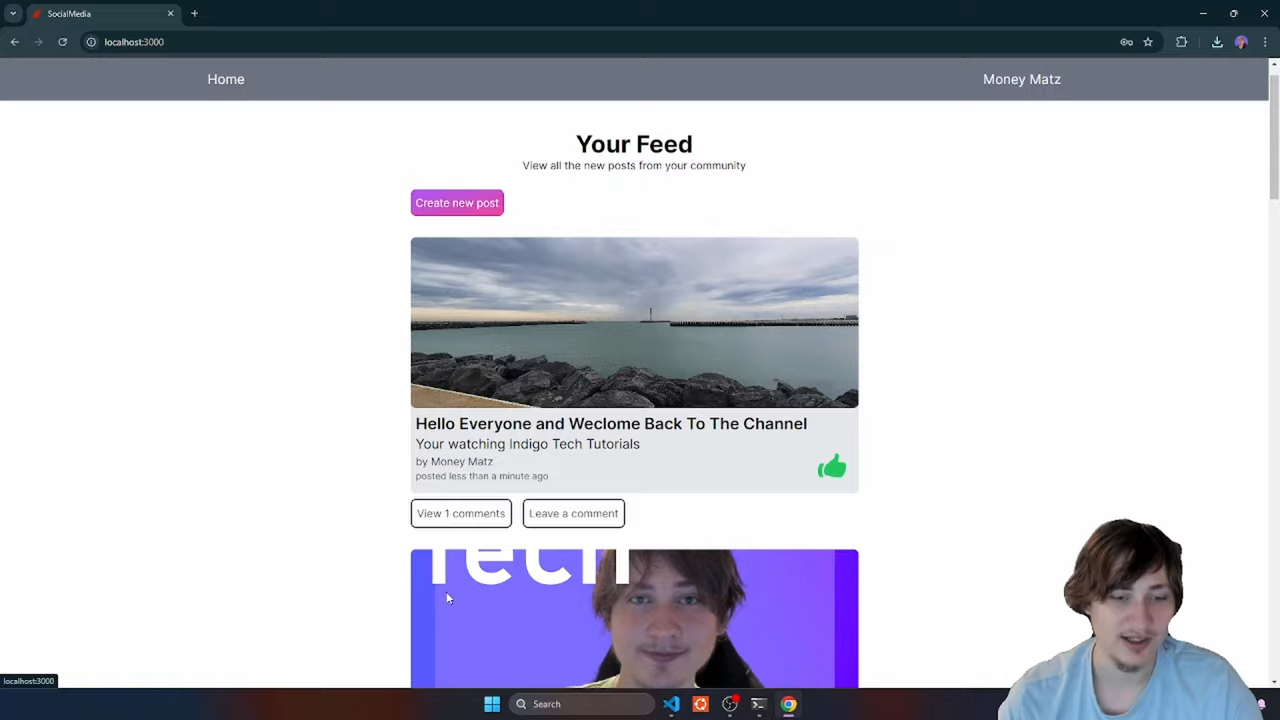 SocialMedia
localhost:3000
Home
Money Matz
Your Feed
View all the new posts from your community
Create new post
Hello Everyone and Weclome Back To The Channel
Your watching Indigo Tech Tutorials
by Money Matz
posted less than a minute ago
View 1 comments
Leave a comment
Tech
localhost:3000
Search